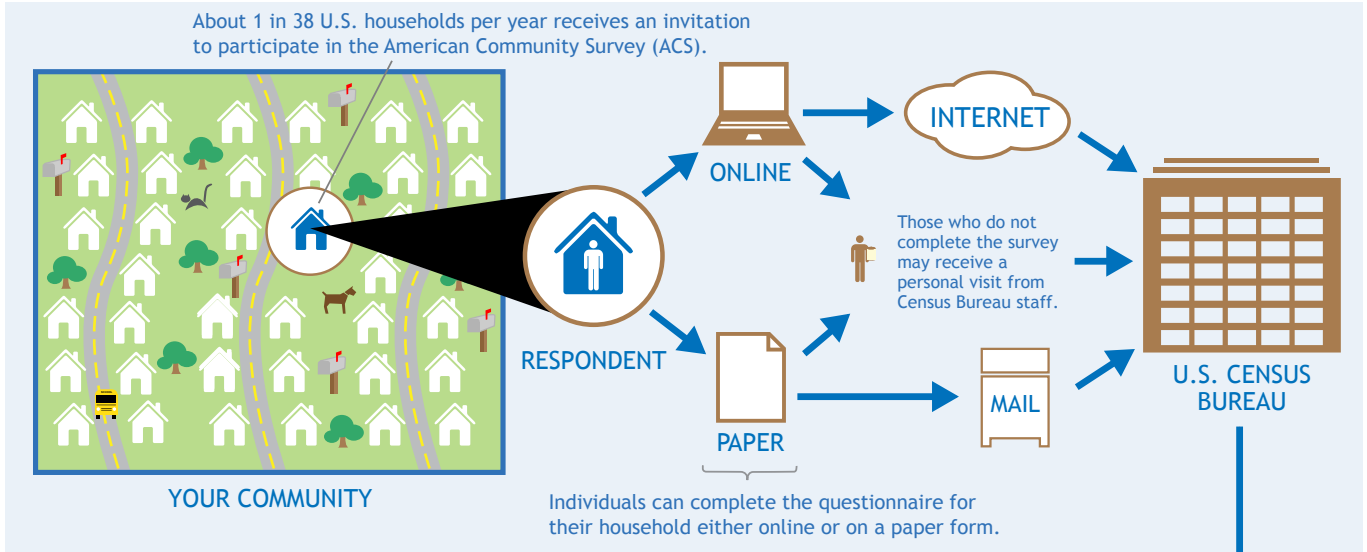 About 1 in 38 U.S. households per year receives an invitation
to participate in the American Community Survey (ACS).
YOUR COMMUNITY
RESPONDENT
ONLINE
INTERNET
Those who do not
complete the survey
may receive a
personal visit from
Census Bureau staff.
PAPER
MAIL
U.S. CENSUS
BUREAU
Individuals can complete the questionnaire for
their household either online or on a paper form.